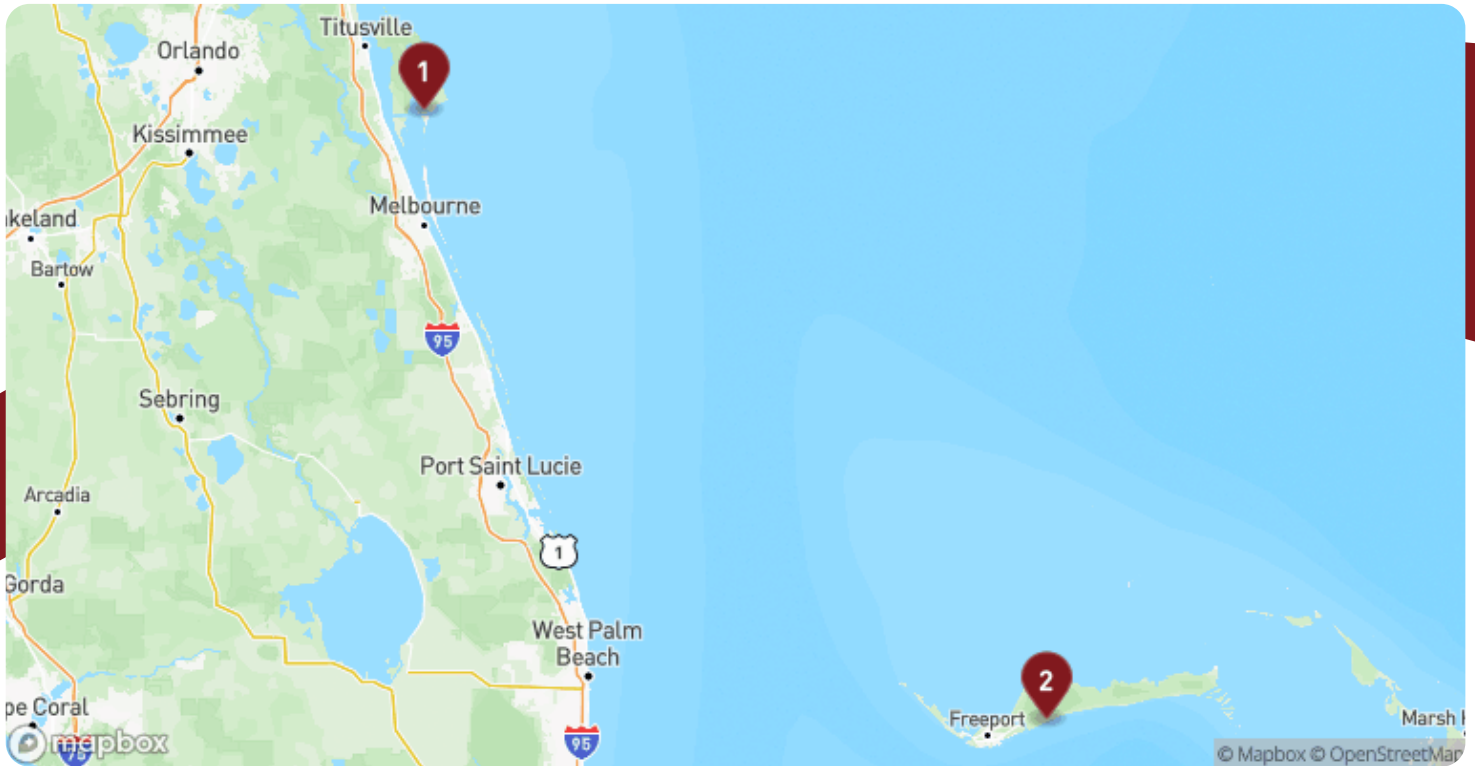 Titusville
Orlando
1
Kissimmee
Melbourne
akeland
Bartow
95
Sebring
Port Saint Lucie
Arcadia
1
Gorda
West Palm
Beach
2
pe Coral
Freeport
Marsh H
95
75
mapbox
© Mapbox © OpenStreetMap